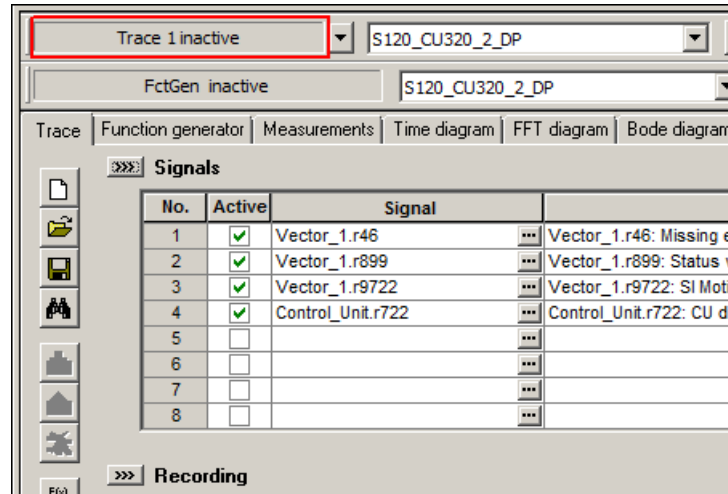 Trace 1 inactive S120_CU320_2_DP
FctGen inactive S120_CU320_2_DP
Trace Function generator Measurements Time diagram FFT diagram Bode diagram
>>> Signals
No. Active Signal
1 Vector_1.r46 ... Vector_1.r46: Missing
2 Vector_1.r899 ... Vector_1.r899: Status
3 Vector_1.r9722 ... Vector_1.r9722: SI
4 Control_Unit.r722 ... Control_Unit.r722: CU
5 ...
6 ...
7 ...
8 ...
>>> Recording